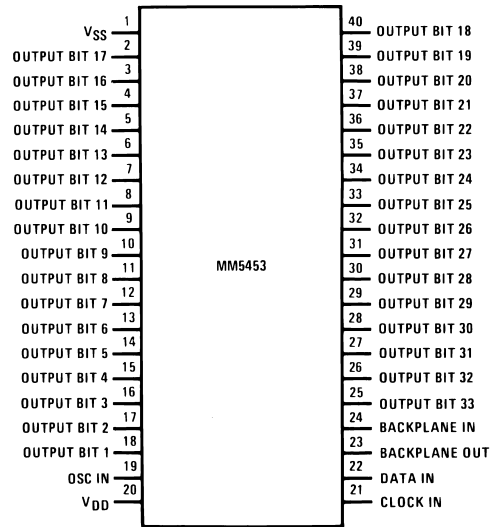 1 40
VSS OUTPUT BIT 18
2 39
OUTPUT BIT 17 OUTPUT BIT 19
3 38
OUTPUT BIT 16 OUTPUT BIT 20
4 37
OUTPUT BIT 15 OUTPUT BIT 21
5 36
OUTPUT BIT 14 OUTPUT BIT 22
6 35
OUTPUT BIT 13 OUTPUT BIT 23
7 34
OUTPUT BIT 12 OUTPUT BIT 24
8 33
OUTPUT BIT 11 OUTPUT BIT 25
9 32
OUTPUT BIT 10 OUTPUT BIT 26
10 31
OUTPUT BIT 9 OUTPUT BIT 27
MM5453
11 30
OUTPUT BIT 8 OUTPUT BIT 28
12 29
OUTPUT BIT 7 OUTPUT BIT 29
13 28
OUTPUT BIT 6 OUTPUT BIT 30
14 27
OUTPUT BIT 5 OUTPUT BIT 31
15 26
OUTPUT BIT 4 OUTPUT BIT 32
16 25
OUTPUT BIT 3 OUTPUT BIT 33
17 24
OUTPUT BIT 2 BACKPLANE IN
18 23
OUTPUT BIT 1 BACKPLANE OUT
19 22
OSC IN DATA IN
20 21
VDD CLOCK IN